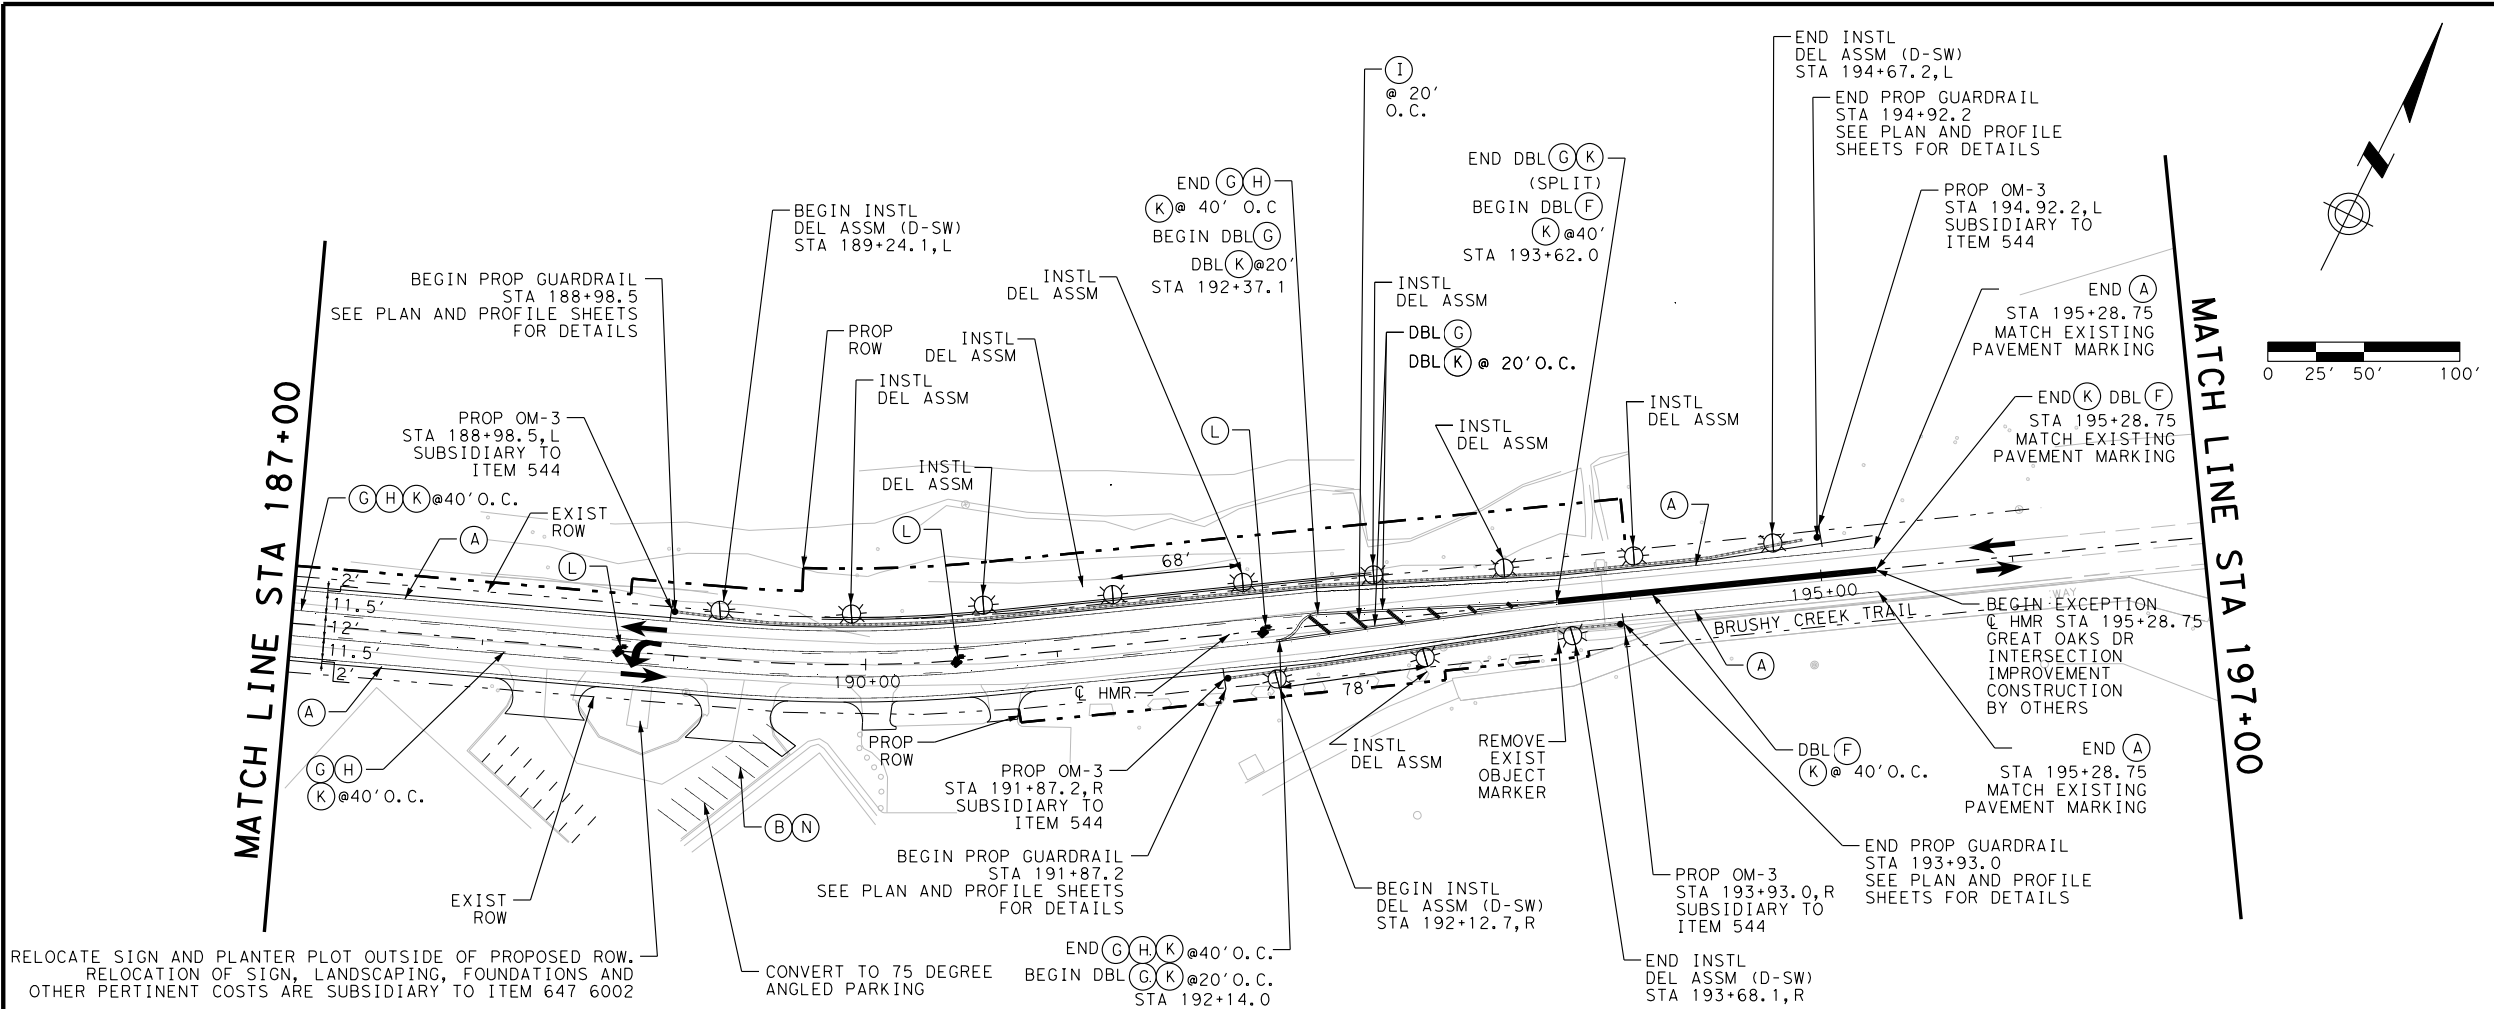 END INSTL
DEL ASSM (D-SW)
STA 194+67.2,L
I
@ 20'
O.C.
END PROP GUARDRAIL
STA 194+92.2
SEE PLAN AND PROFILE
SHEETS FOR DETAILS
END DBL G K
(SPLIT)
BEGIN DBL F
K @40'
STA 193+62.0
END G H
K @ 40' O.C
BEGIN DBL G
DBL K @20'
STA 192+37.1
PROP OM-3
STA 194.92.2,L
SUBSIDIARY TO
ITEM 544
BEGIN INSTL
DEL ASSM (D-SW)
STA 189+24.1,L
BEGIN PROP GUARDRAIL
STA 188+98.5
SEE PLAN AND PROFILE SHEETS
FOR DETAILS
INSTL
DEL ASSM
INSTL
DEL ASSM
END A
STA 195+28.75
MATCH EXISTING
PAVEMENT MARKING
PROP
ROW
INSTL
DEL ASSM
DBL G
DBL K @ 20'O.C.
0 25' 50' 100'
INSTL
DEL ASSM
END K DBL F
STA 195+28.75
MATCH EXISTING
PAVEMENT MARKING
PROP OM-3
STA 188+98.5,L
SUBSIDIARY TO
ITEM 544
L
INSTL
DEL ASSM
INSTL
DEL ASSM
INSTL
DEL ASSM
G H K @40'O.C.
EXIST
ROW
A
L
L
A
68'
MATCH LINE STA 187+00
MATCH LINE STA 197+00
2'
11.5'
12'
11.5'
2'
195+00
WAY
BRUSHY CREEK TRAIL
BEGIN EXCEPTION
℄ HMR STA 195+28.75
GREAT OAKS DR
INTERSECTION
IMPROVEMENT
CONSTRUCTION
BY OTHERS
A
190+00
℄ HMR
78'
A
PROP
ROW
INSTL
DEL ASSM
REMOVE
EXIST
OBJECT
MARKER
DBL F
K @ 40'O.C.
END A
STA 195+28.75
MATCH EXISTING
PAVEMENT MARKING
G H
K @40'O.C.
PROP OM-3
STA 191+87.2,R
SUBSIDIARY TO
ITEM 544
B N
BEGIN PROP GUARDRAIL
STA 191+87.2
SEE PLAN AND PROFILE SHEETS
FOR DETAILS
END PROP GUARDRAIL
STA 193+93.0
SEE PLAN AND PROFILE
SHEETS FOR DETAILS
EXIST
ROW
BEGIN INSTL
DEL ASSM (D-SW)
STA 192+12.7,R
PROP OM-3
STA 193+93.0,R
SUBSIDIARY TO
ITEM 544
RELOCATE SIGN AND PLANTER PLOT OUTSIDE OF PROPOSED ROW.
RELOCATION OF SIGN, LANDSCAPING, FOUNDATIONS AND
OTHER PERTINENT COSTS ARE SUBSIDIARY TO ITEM 647 6002
CONVERT TO 75 DEGREE
ANGLED PARKING
END G H K @40'O.C.
BEGIN DBL G K @20'O.C.
STA 192+14.0
END INSTL
DEL ASSM (D-SW)
STA 193+68.1,R